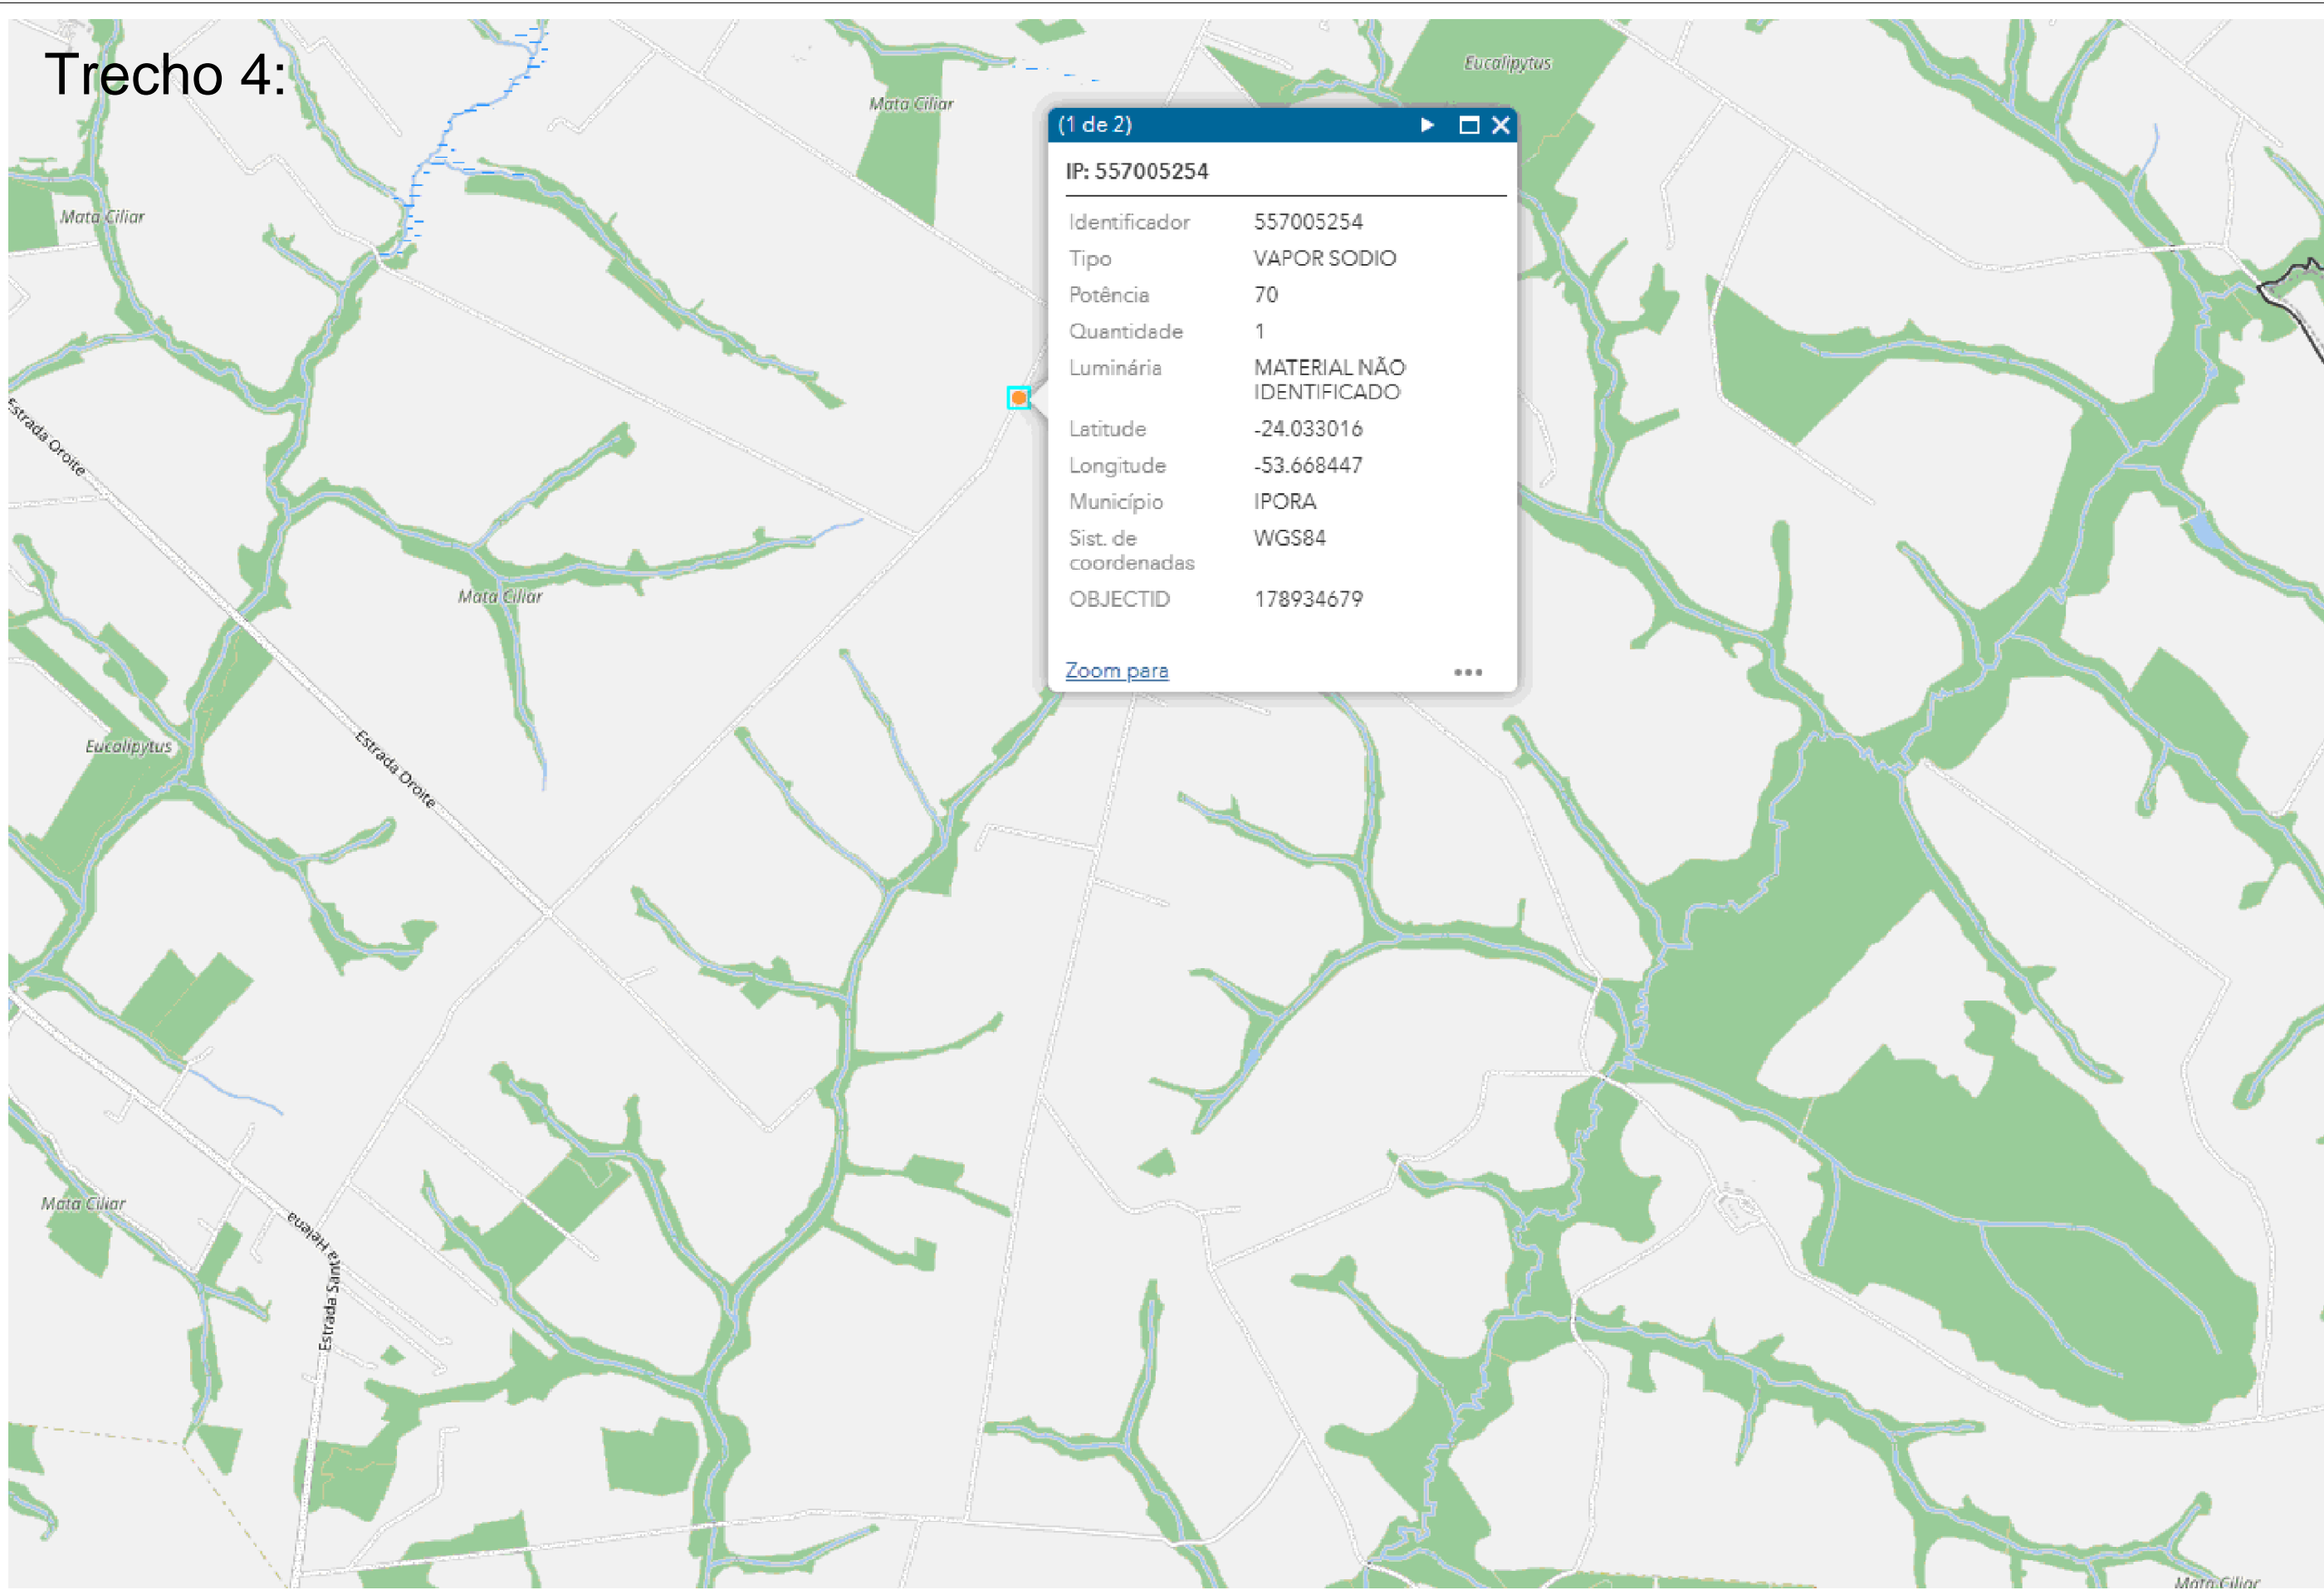 Trecho 4:
Eucalipytus
Mata Ciliar
(1 de 2)
IP: 557005254
Identificador 557005254
Tipo VAPOR SODIO
Potência 70
Quantidade 1
Luminária MATERIAL NÃO
IDENTIFICADO
Latitude -24.033016
Longitude -53.668447
Município IPORA
Sist. de WGS84
coordenadas
OBJECTID 178934679
Zoom para
Mata Ciliar
Estrada Oroite
Mata Ciliar
Eucalipytus
Estrada Oroite
Mata Ciliar
Estrada Santa Helena
Mata Ciliar